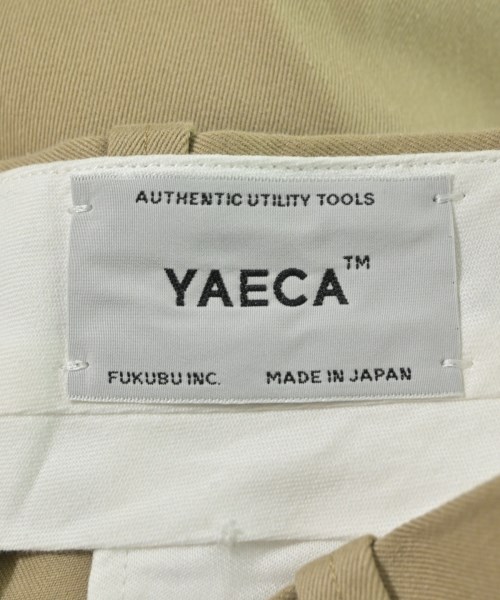 AUTHENTIC UTILITY TOOLS
YAECA™
FUKUBU INC. MADE IN JAPAN